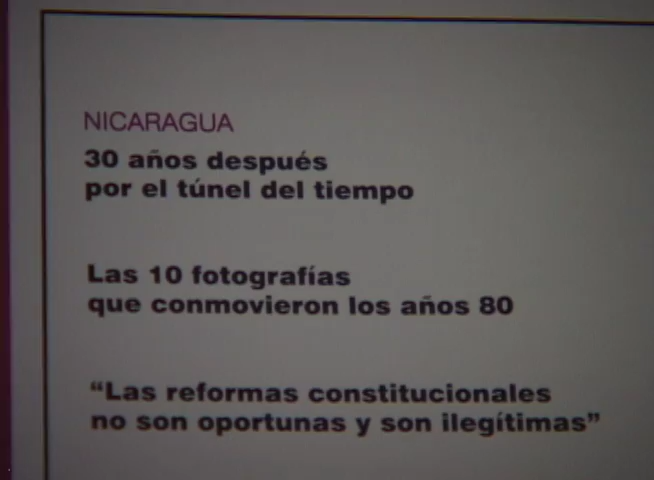 NICARAGUA
30 años después
por el túnel del tiempo
Las 10 fotografías
que conmovieron los años 80
“Las reformas constitucionales
no son oportunas y son ilegítimas”